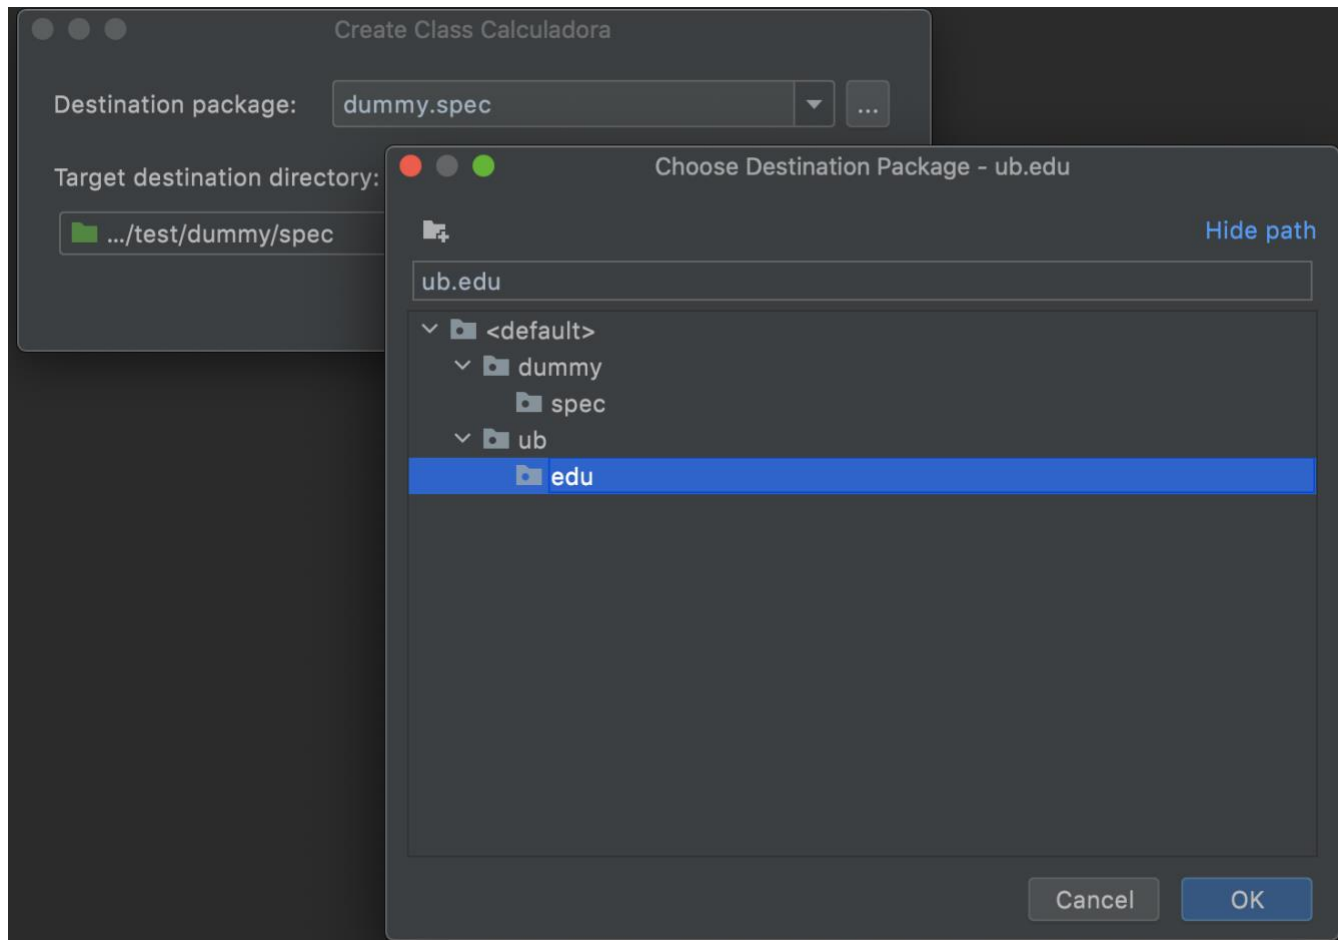 Create Class Calculadora
Destination package:
dummy.spec
...
Target destination directory:
.../test/dummy/spec
Choose Destination Package - ub.edu
Hide path
ub.edu
<default>
dummy
spec
ub
edu
Cancel
OK